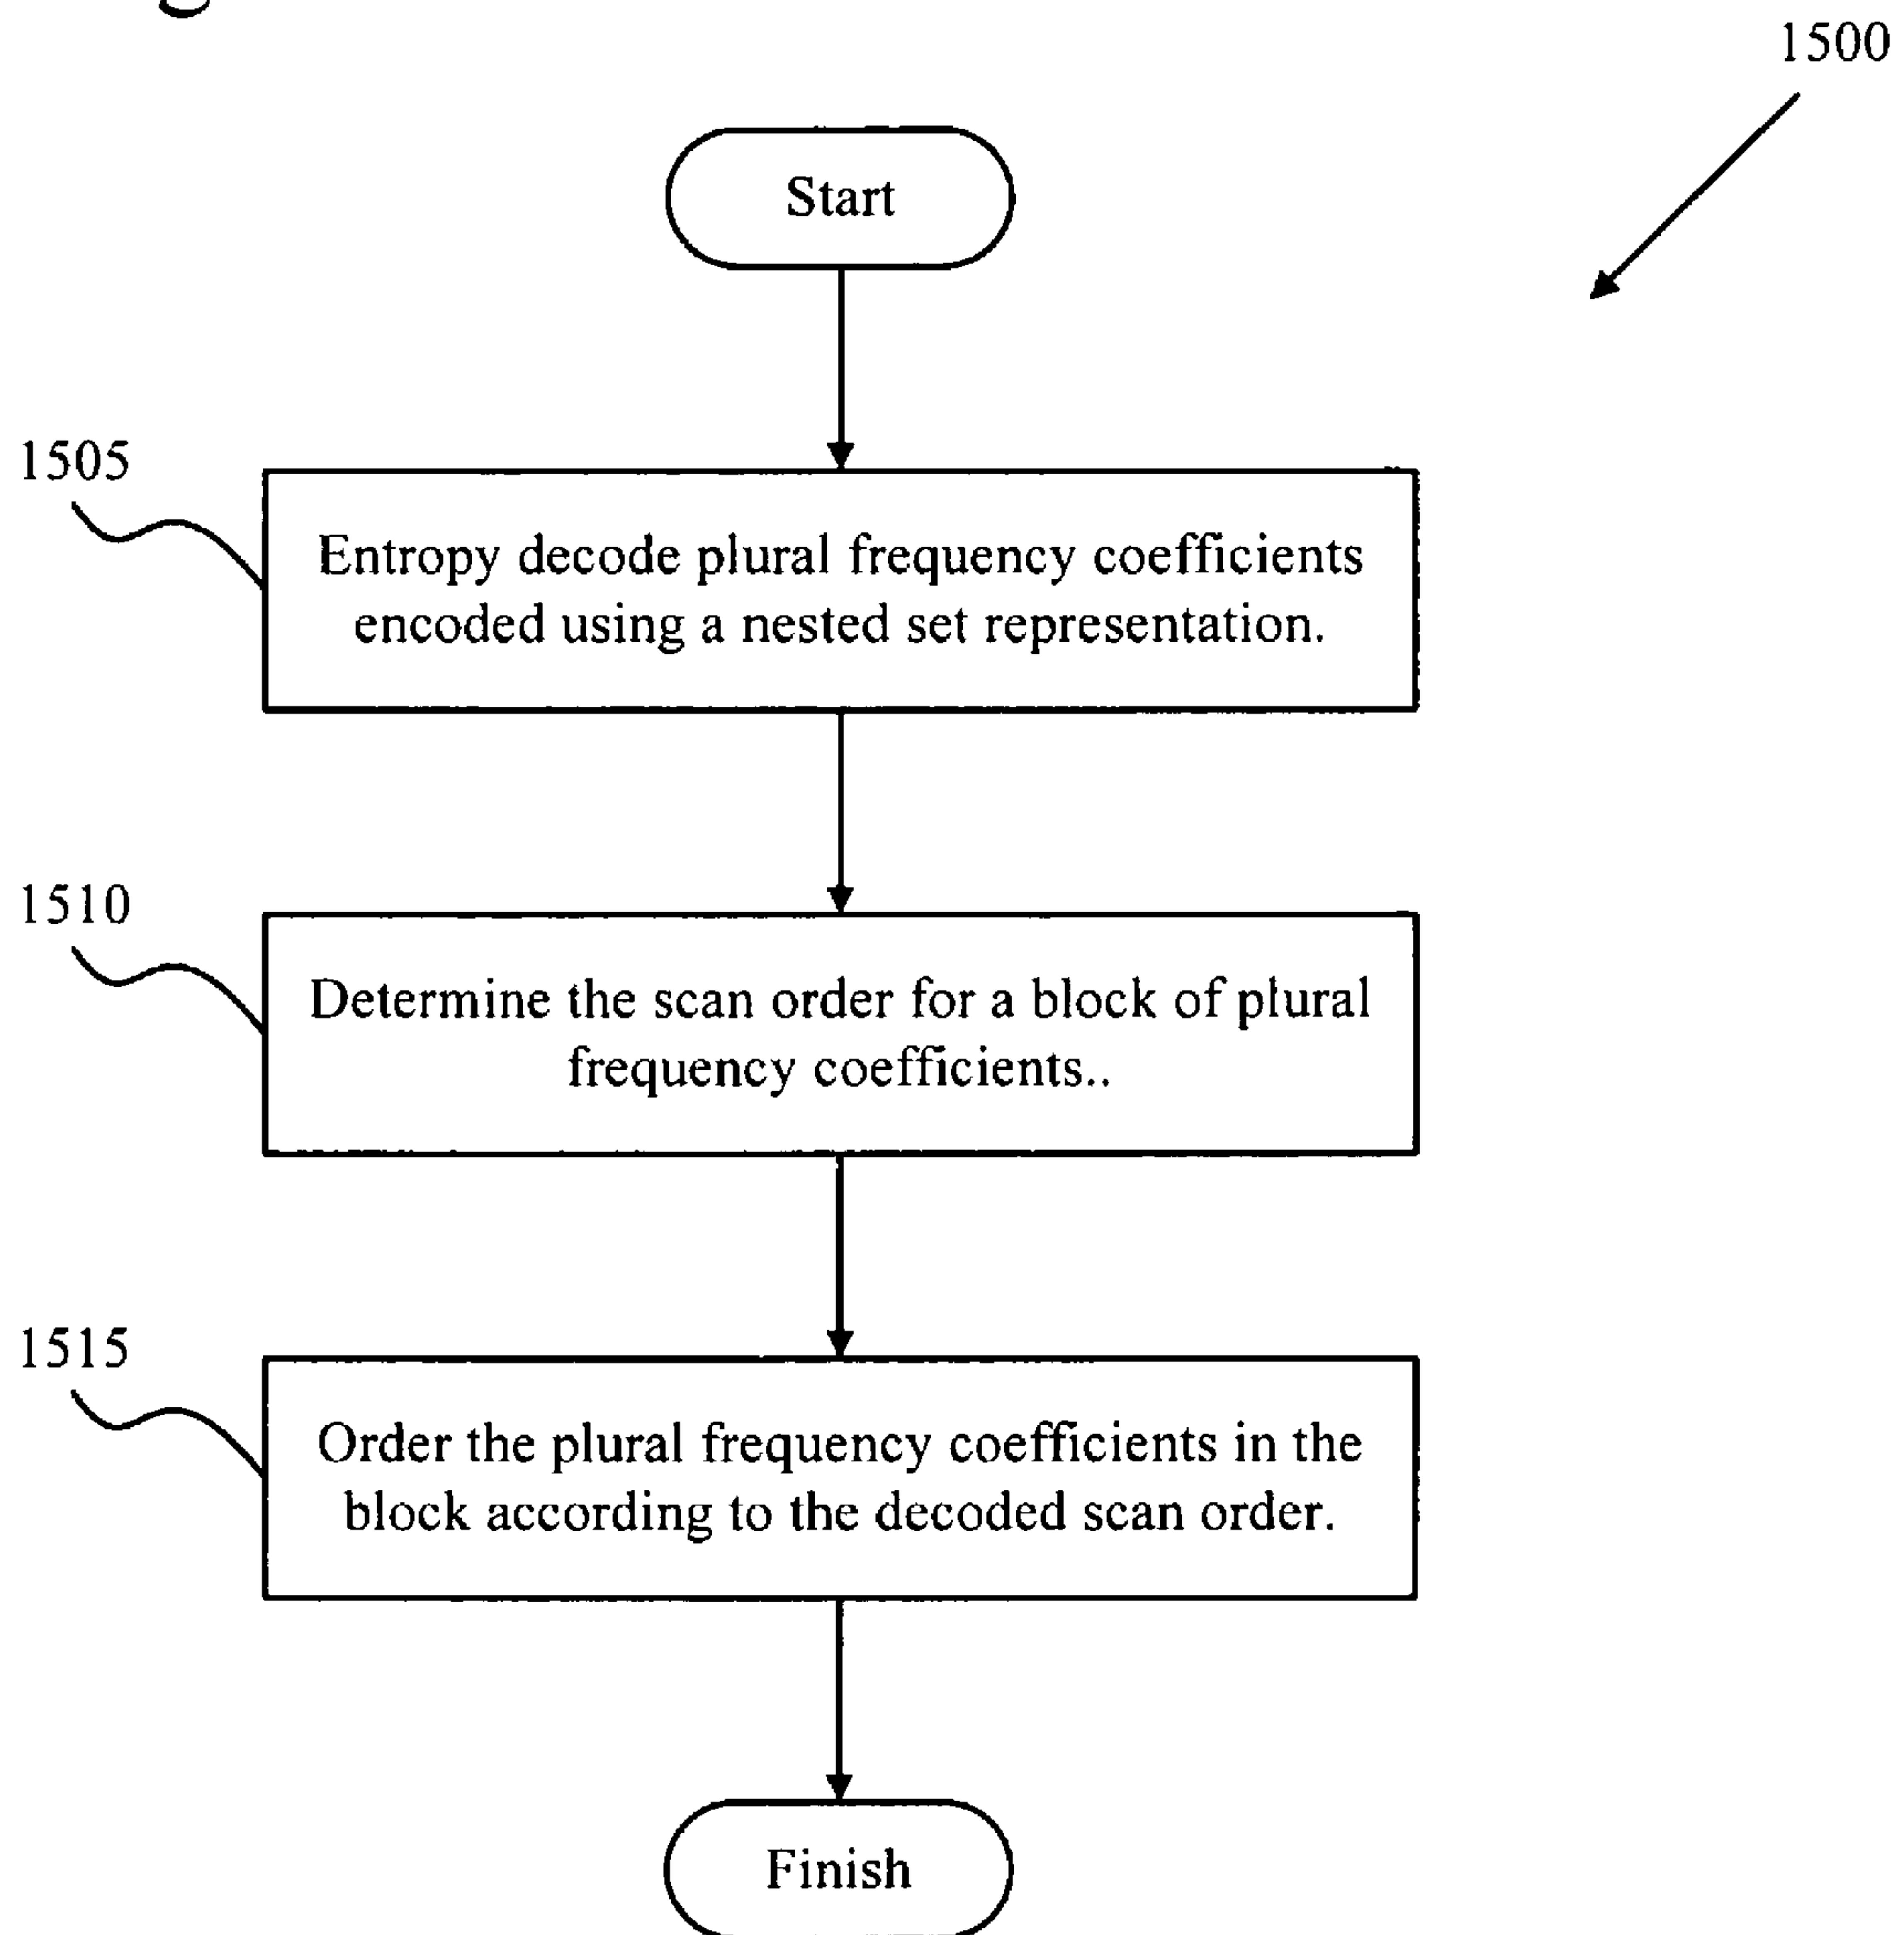 1500
Start
1505
Entropy decode plural frequency coefficients
encoded using a nested set representation.
1510
Determine the scan order for a block of plural
frequency coefficients..
1515
Order the plural frequency coefficients in the
block according to the decoded scan order.
Finish